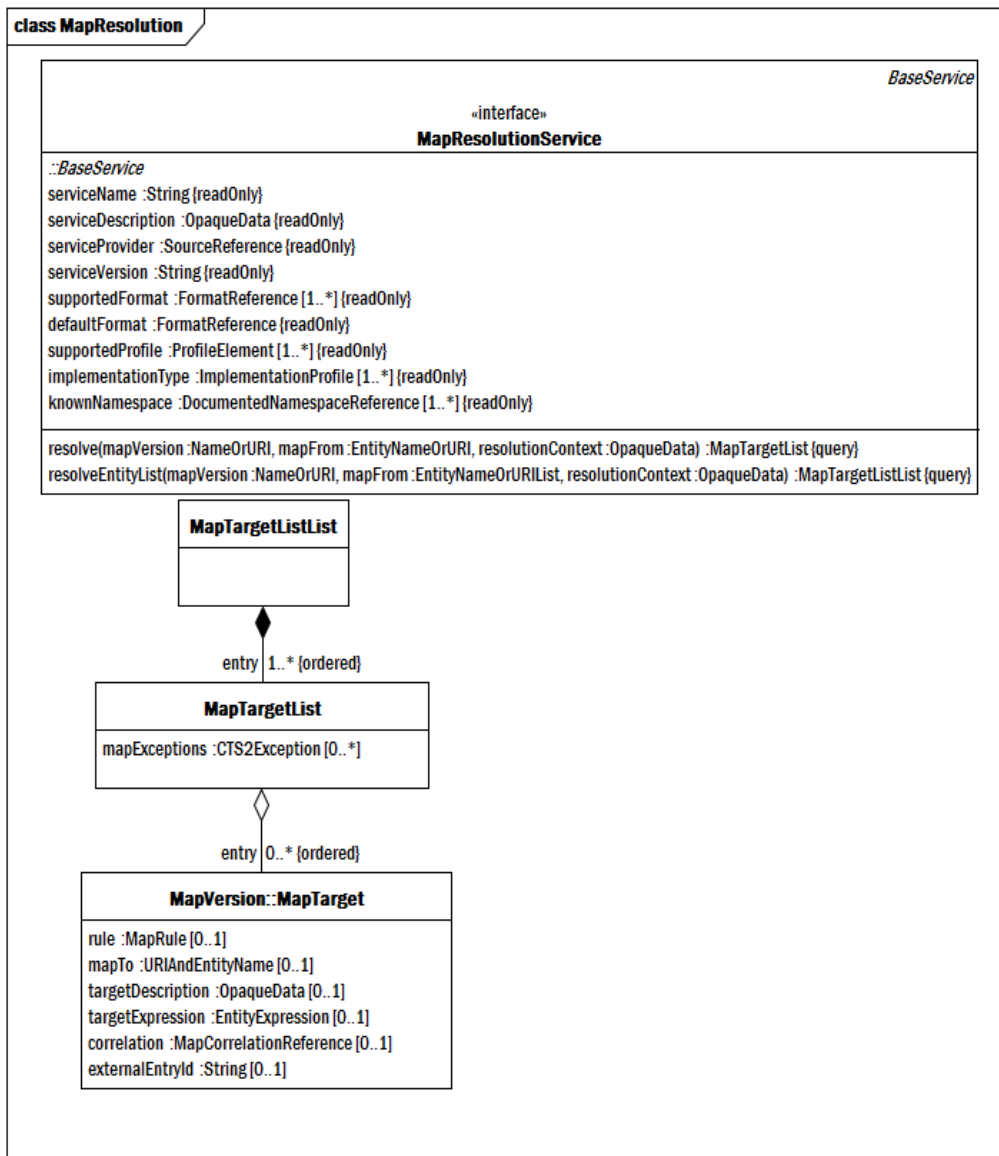 class MapResolution
BaseService
«interface»
MapResolutionService
::BaseService
serviceName :String {readOnly}
serviceDescription :OpaqueData {readOnly}
serviceProvider :SourceReference {readOnly}
serviceVersion :String {readOnly}
supportedFormat :FormatReference [1..*] {readOnly}
defaultFormat :FormatReference {readOnly}
supportedProfile :ProfileElement [1..*] {readOnly}
implementationType :ImplementationProfile [1..*] {readOnly}
knownNamespace :DocumentedNamespaceReference [1..*] {readOnly}
resolve(mapVersion :NameOrURI, mapFrom :EntityNameOrURI, resolutionContext :OpaqueData) :MapTargetList {query}
resolveEntityList(mapVersion :NameOrURI, mapFrom :EntityNameOrURIList, resolutionContext :OpaqueData) :MapTargetListList {query}
MapTargetListList
entry 1..* {ordered}
MapTargetList
mapExceptions :CTS2Exception [0..*]
entry 0..* {ordered}
MapVersion::MapTarget
rule :MapRule [0..1]
mapTo :URIAndEntityName [0..1]
targetDescription :OpaqueData [0..1]
targetExpression :EntityExpression [0..1]
correlation :MapCorrelationReference [0..1]
externalEntryId :String [0..1]